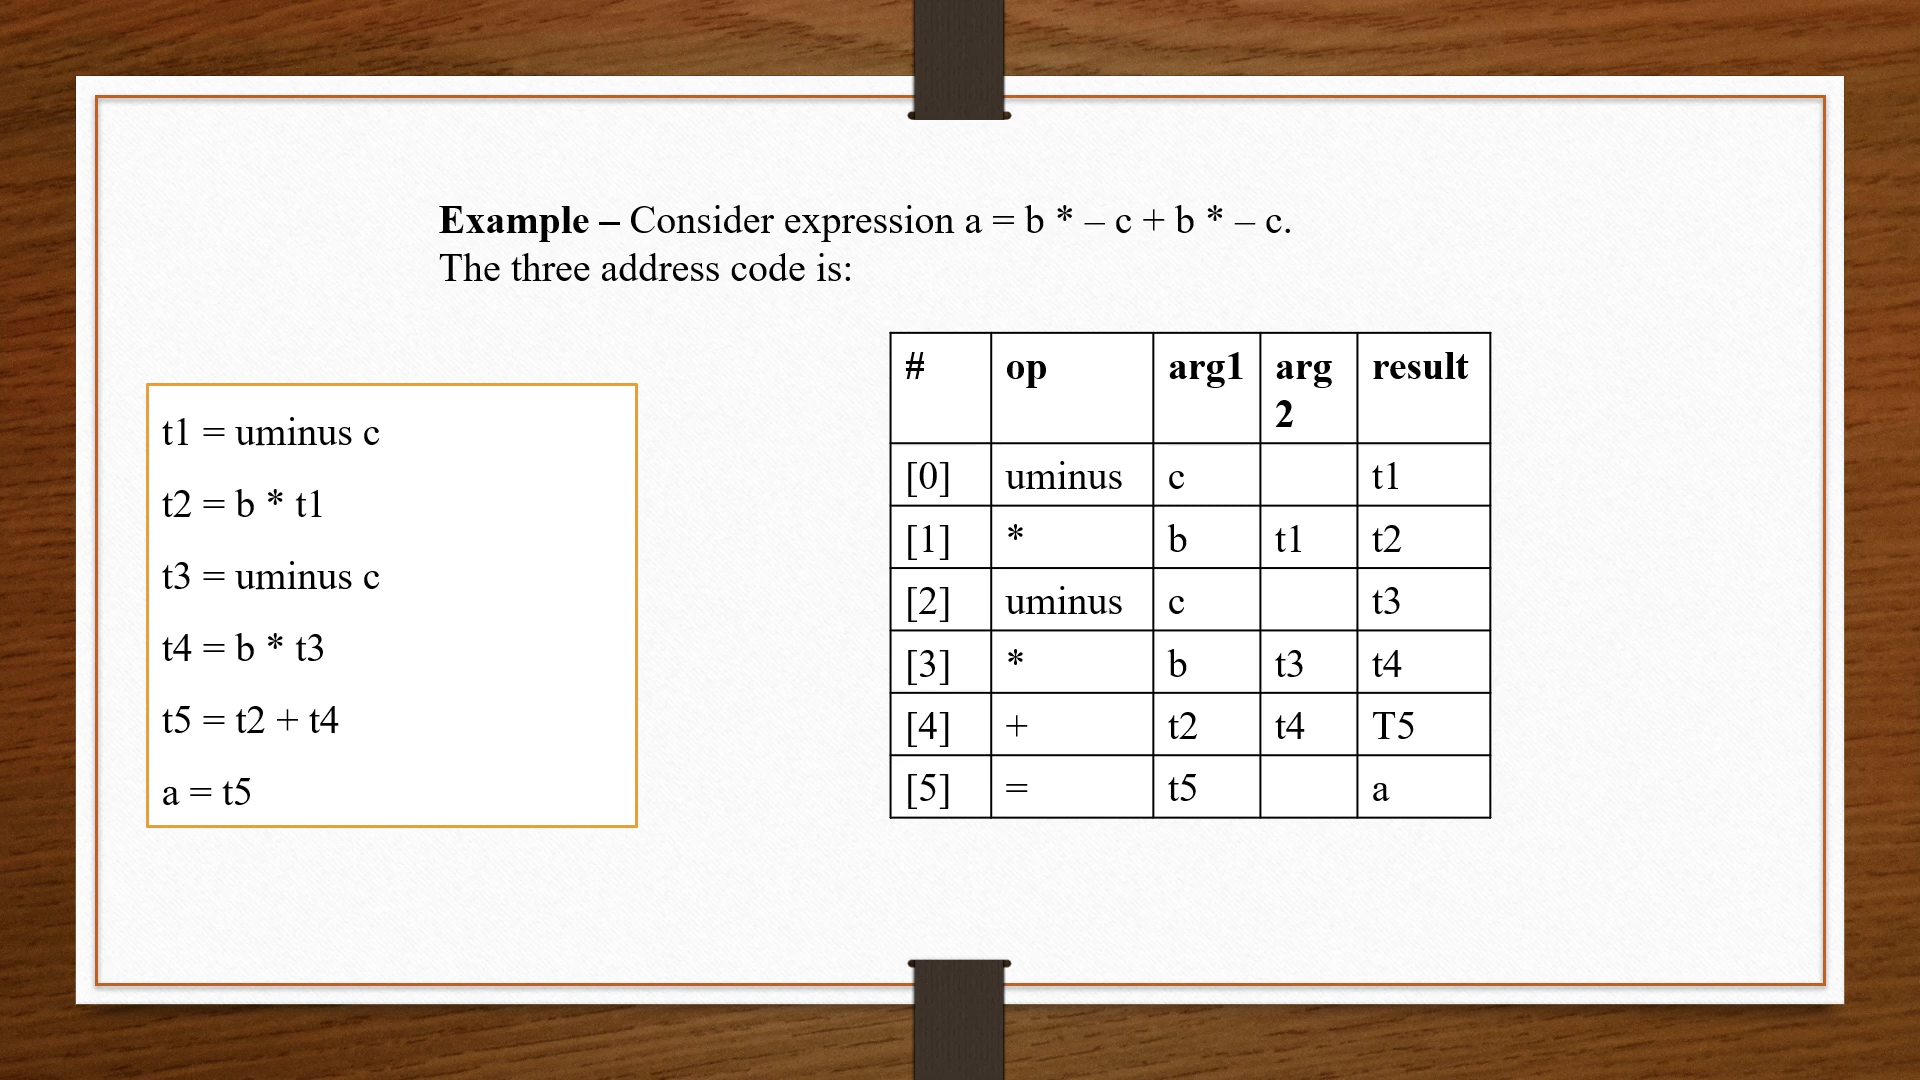 Example – Consider expression a = b * – c + b * – c.
The three address code is:
t1 = uminus c
t2 = b * t1
t3 = uminus c
t4 = b * t3
t5 = t2 + t4
a = t5
# op arg1 arg 2 result
[0] uminus c t1
[1] * b t1 t2
[2] uminus c t3
[3] * b t3 t4
[4] + t2 t4 T5
[5] = t5 a